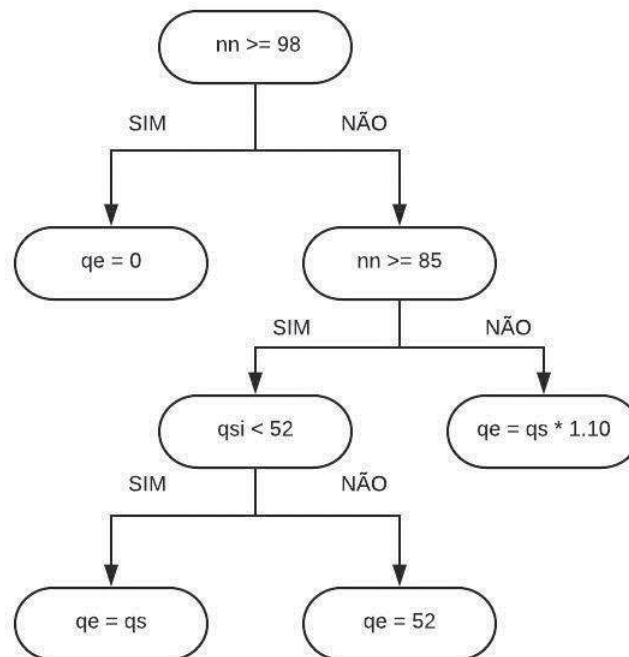 nn >= 98
SIM
NÃO
qe = 0
nn >= 85
SIM
NÃO
qsi < 52
qe = qs * 1.10
SIM
NÃO
qe = qs
qe = 52